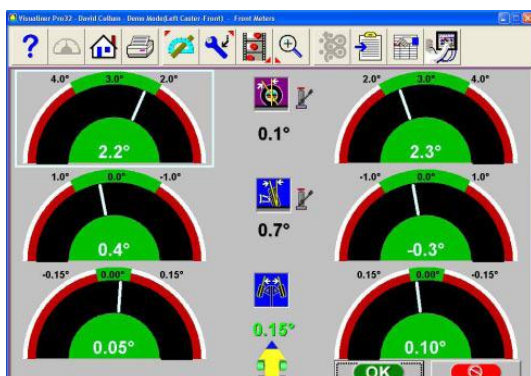 Visualiner Pro32 - David Collum - Demo Mode(Left Caster-Front) - Front Meters
?
4.0° 3.0° 2.0°
2.2°
0.1°
2.0° 3.0° 4.0°
2.3°
1.0° 0.0° -1.0°
0.4°
0.7°
-1.0° 0.0° 1.0°
-0.3°
-0.15° 0.00° 0.15°
0.05°
0.15°
0.15° 0.00° -0.15°
0.10°
OK